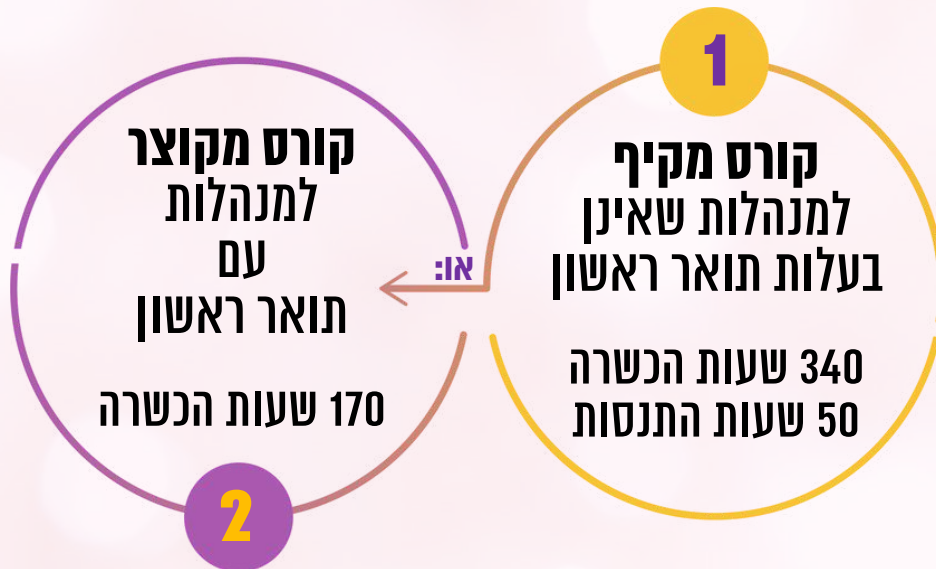 1
קורס מקיף
למנהלות שאינן
בעלות תואר ראשון
340 שעות הכשרה
50 שעות התנסות
או:
קורס מקוצר
למנהלות
עם
תואר ראשון
170 שעות הכשרה
2